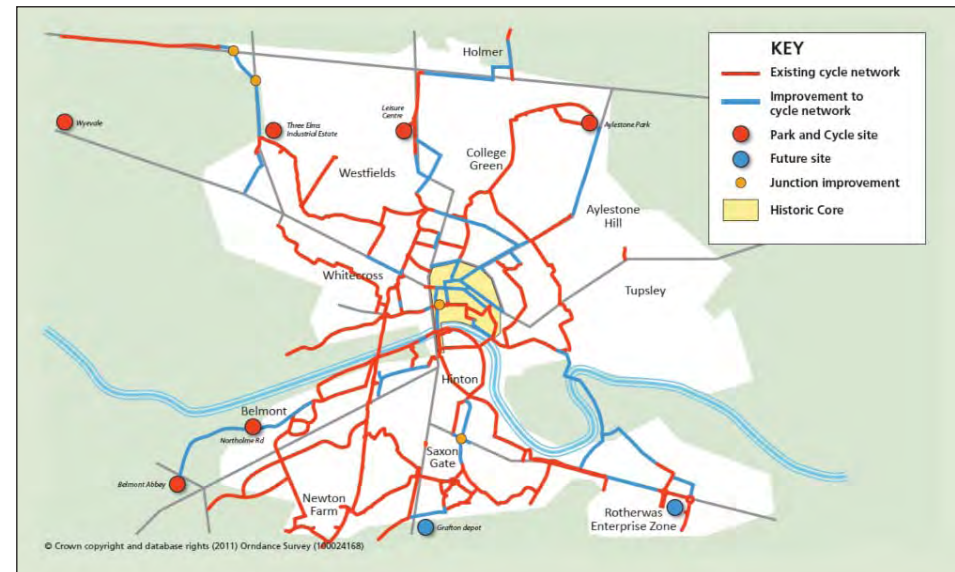 KEY
Existing cycle network
Improvement to
cycle network
Park and Cycle site
Future site
Junction improvement
Historic Core
Holmer
Wyevale
Three Elms
Industrial Estate
Leisure
Centre
Aylestone Park
College
Green
Westfields
Aylestone
Hill
Whitecross
Tupsley
Hinton
Belmont
Northolme Rd
Saxon
Gate
Belmont Abbey
Newton
Farm
Rotherwas
Enterprise Zone
Grafton depot
© Crown copyright and database rights (2011) Orndance Survey (100024168)